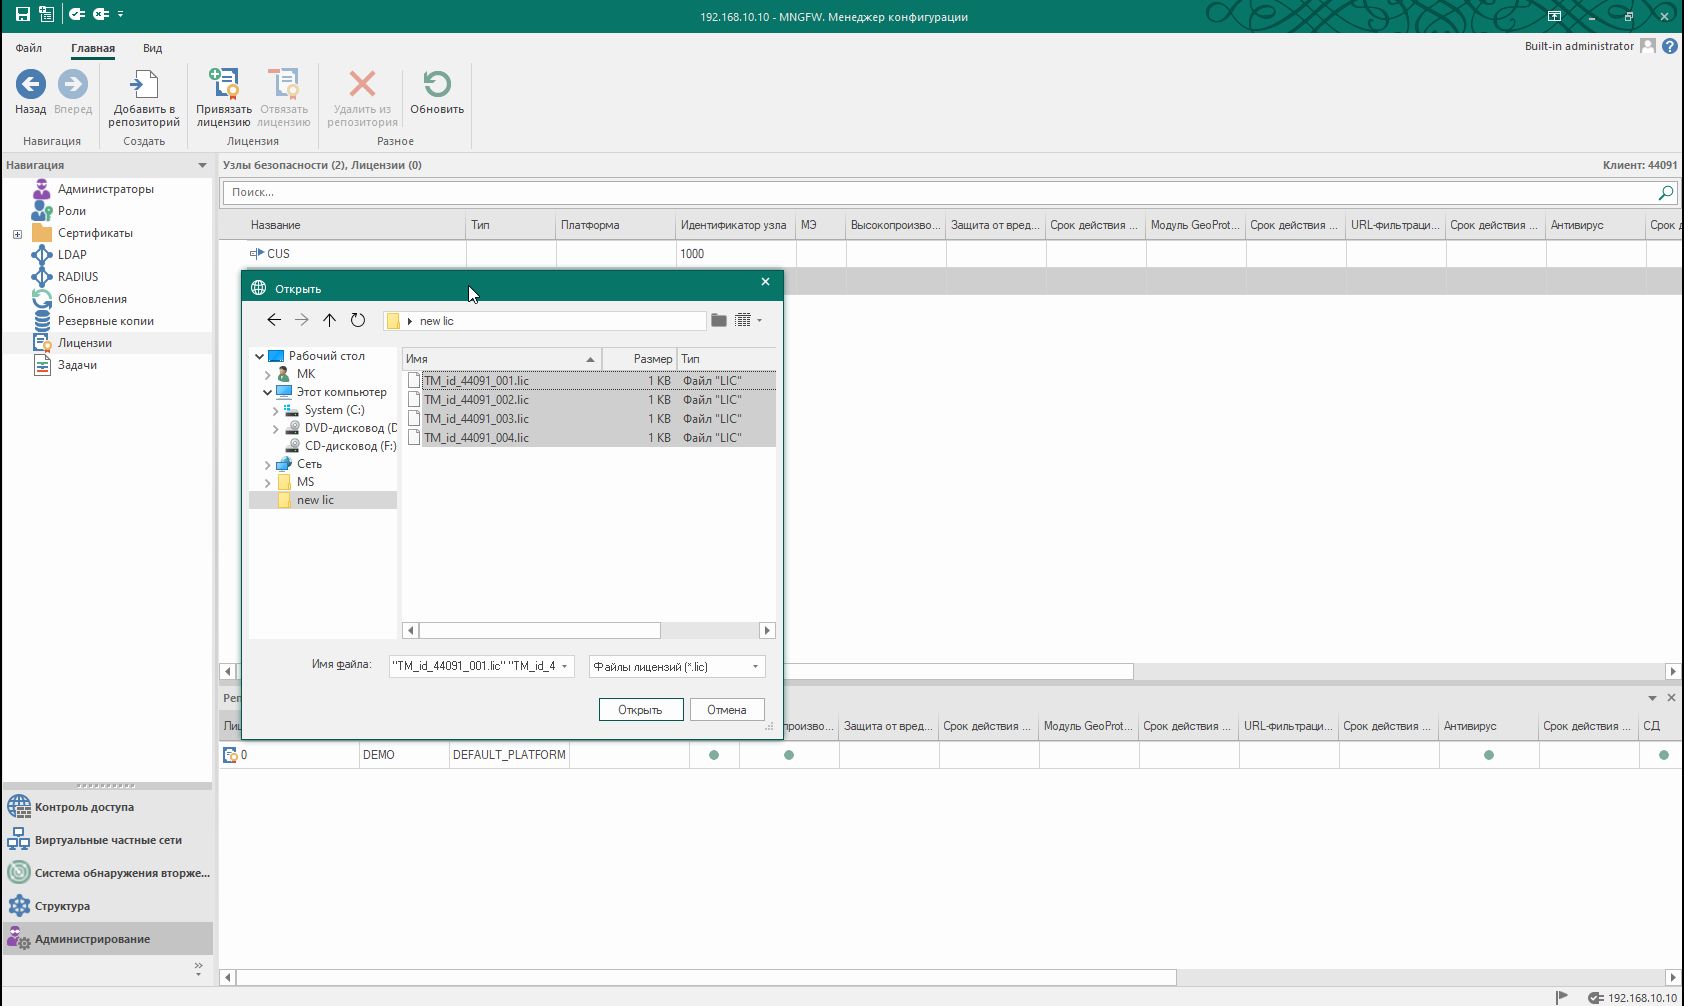 192.168.10.10 - MNGFW. Менеджер конфигурации
Файл Главная Вид
Built-in administrator
Назад Вперед
Добавить в репозиторий
Привязать лицензию
Отвязать лицензию
Удалить из репозитория
Обновить
Навигация Создать Лицензия Разное
Навигация
Узлы безопасности (2), Лицензии (0)
Клиент: 44091
Поиск...
Администраторы
Роли
Сертификаты
LDAP
RADIUS
Обновления
Резервные копии
Лицензии
Задачи
Название Тип Платформа Идентификатор узла МЭ Высокопроизво... Защита от вред... Срок действия ... Модуль GeoProt... Срок действия ... URL-Фильтраци... Срок действия ... Антивирус Срок д
CUS 1000
Открыть
new lic
Рабочий стол
МК
Этот компьютер
System (C:)
DVD-дисковод (D
CD-дисковод (F:)
Сеть
MS
new lic
Имя Размер Тип
TM_id_44091_001.lic 1 КВ Файл "LIC"
TM_id_44091_002.lic 1 КВ Файл "LIC"
TM_id_44091_003.lic 1 КВ Файл "LIC"
TM_id_44091_004.lic 1 КВ Файл "LIC"
Имя файла: "TM_id_44091_001.lic" "TM_id_4 Файлы лицензий (*.lic)
Открыть Отмена
Реп
Лиц произво... Защита от вред... Срок действия ... Модуль GeoProt... Срок действия ... URL-Фильтраци... Срок действия ... Антивирус Срок действия ... СД
0 DEMO DEFAULT_PLATFORM
Контроль доступа
Виртуальные частные сети
Система обнаружения вторже...
Структура
Администрирование
192.168.10.10